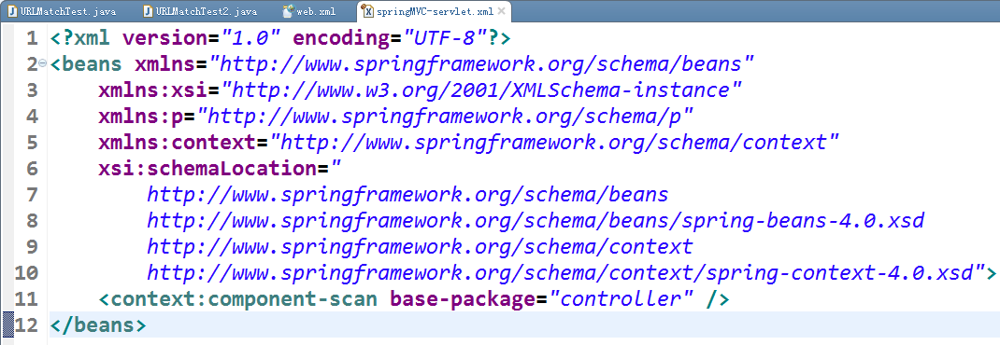 URLMatchTest.java URLMatchTest2.java web.xml springMVC-servlet.xml
1 <?xml version="1.0" encoding="UTF-8"?>
2 <beans xmlns="http://www.springframework.org/schema/beans"
3 xmlns:xsi="http://www.w3.org/2001/XMLSchema-instance"
4 xmlns:p="http://www.springframework.org/schema/p"
5 xmlns:context="http://www.springframework.org/schema/context"
6 xsi:schemaLocation="
7 http://www.springframework.org/schema/beans
8 http://www.springframework.org/schema/beans/spring-beans-4.0.xsd
9 http://www.springframework.org/schema/context
10 http://www.springframework.org/schema/context/spring-context-4.0.xsd">
11 <context:component-scan base-package="controller" />
12 </beans>